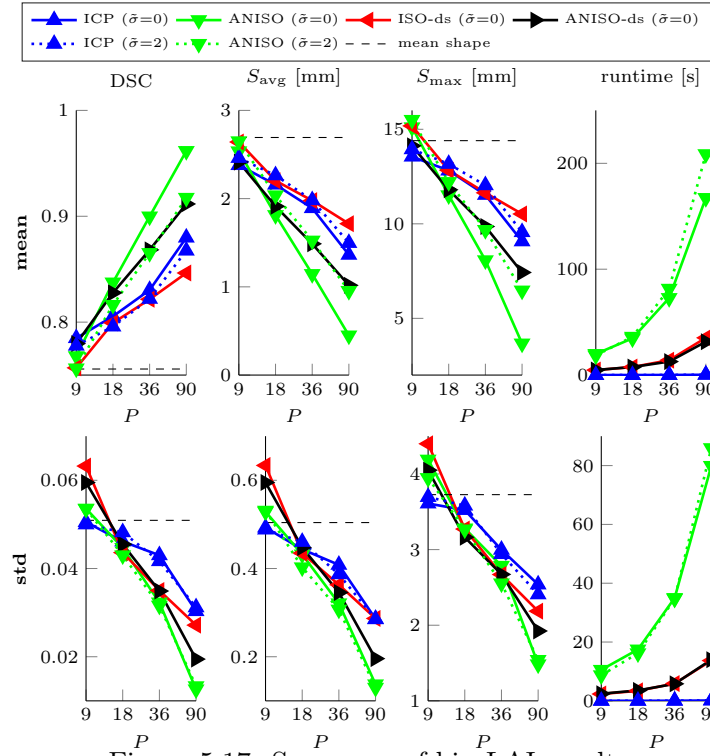 ICP (σ̃=0) ANISO (σ̃=0) ISO-ds (σ̃=0) ANISO-ds (σ̃=0)
ICP (σ̃=2) ANISO (σ̃=2) mean shape
DSC S_avg [mm] S_max [mm] runtime [s]
mean
1
0.9
0.8
9 18 36 90
P
3
2
1
0
9 18 36 90
P
15
10
5
9 18 36 90
P
200
100
0
9 18 36 90
P
std
0.06
0.04
0.02
9 18 36 90
P
0.6
0.4
0.2
9 18 36 90
P
4
3
2
1
9 18 36 90
P
80
60
40
20
0
9 18 36 90
P